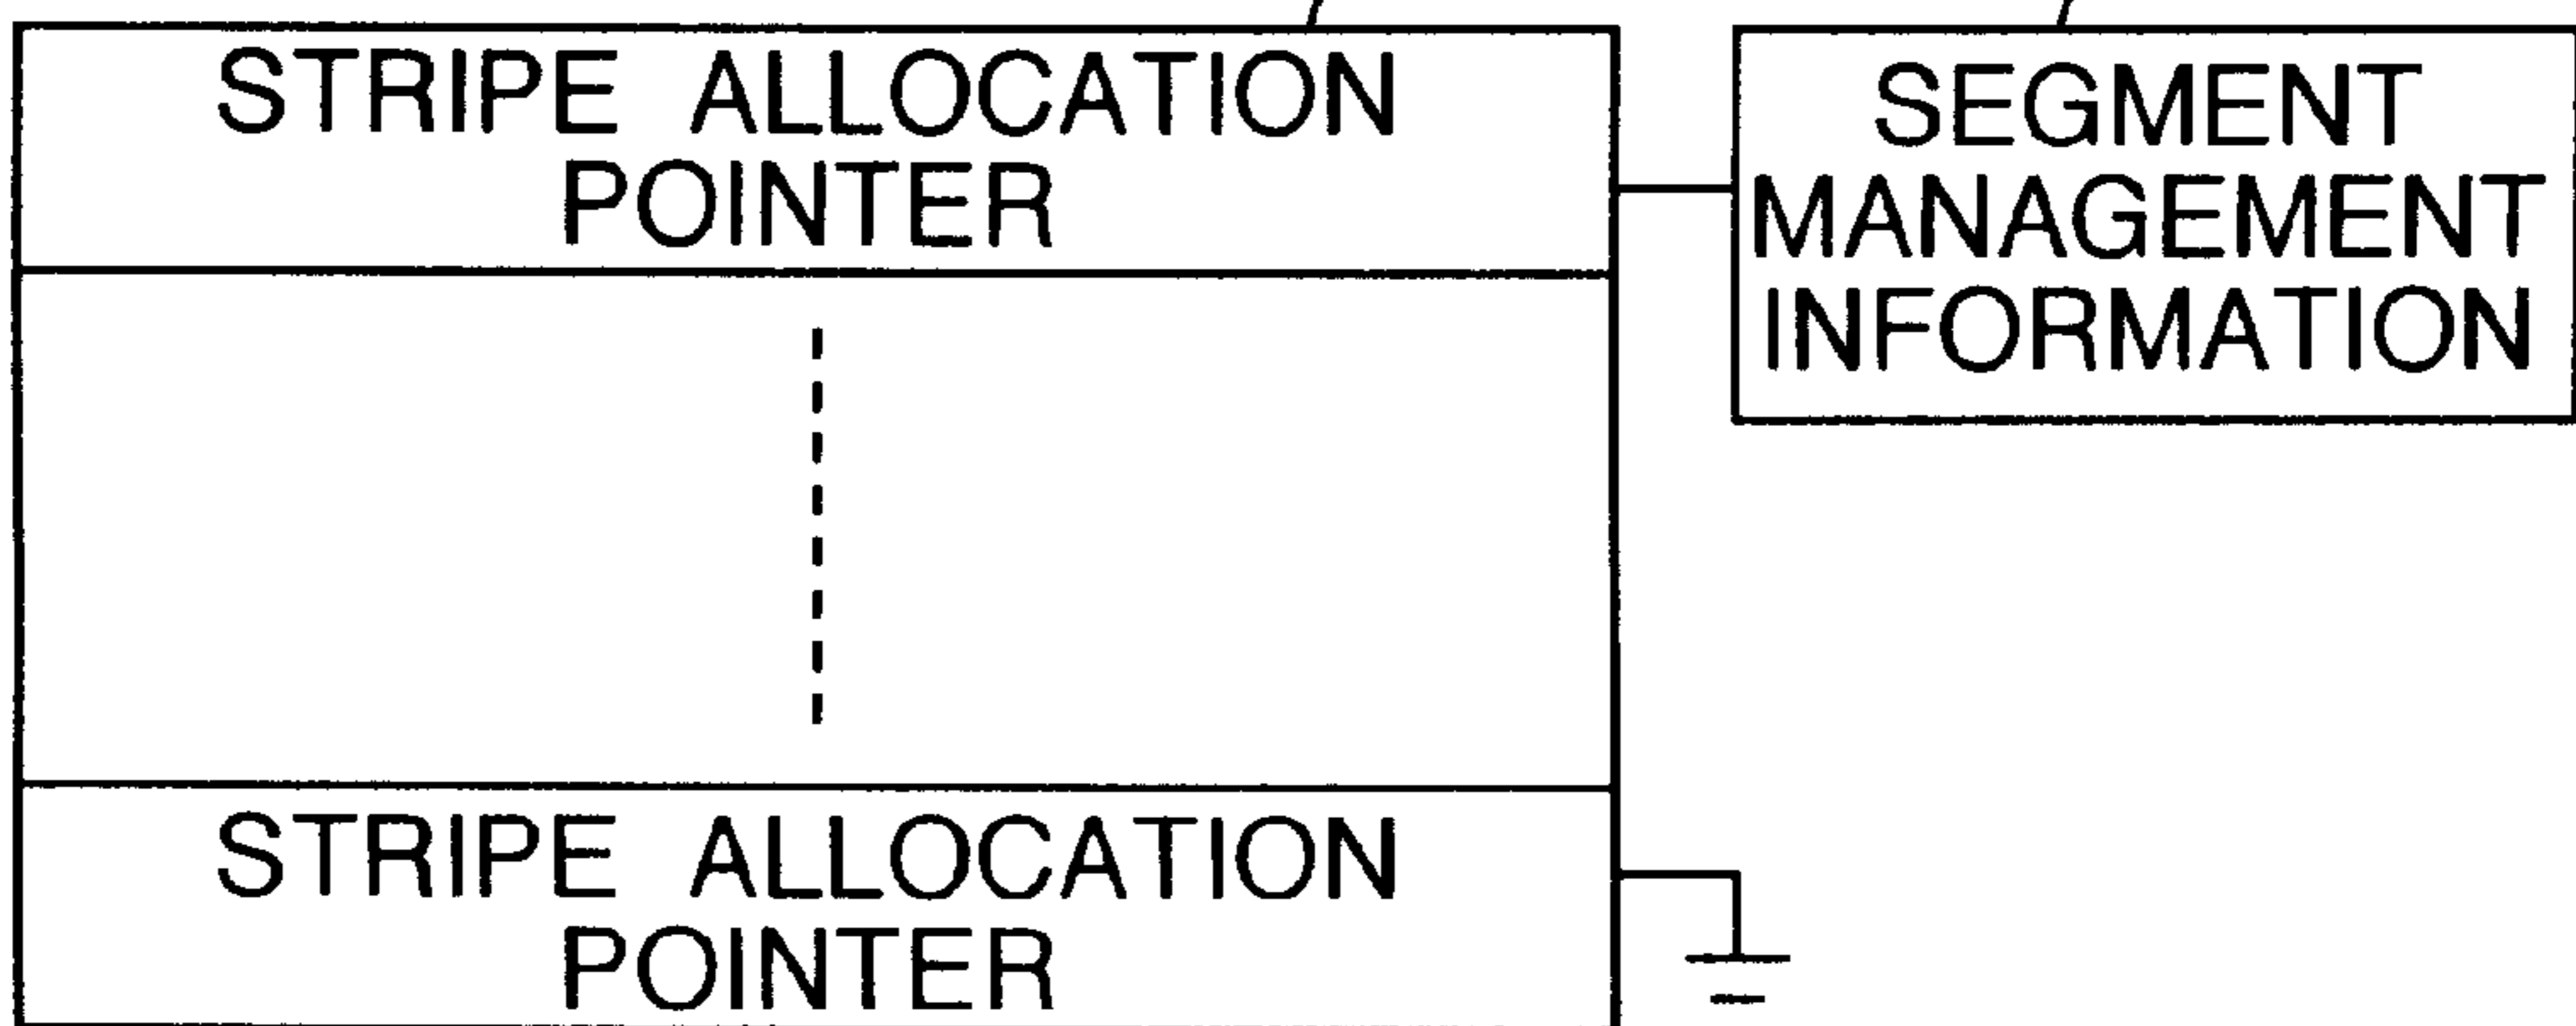 STRIPE ALLOCATION
POINTER
SEGMENT
MANAGEMENT
INFORMATION
STRIPE ALLOCATION
POINTER